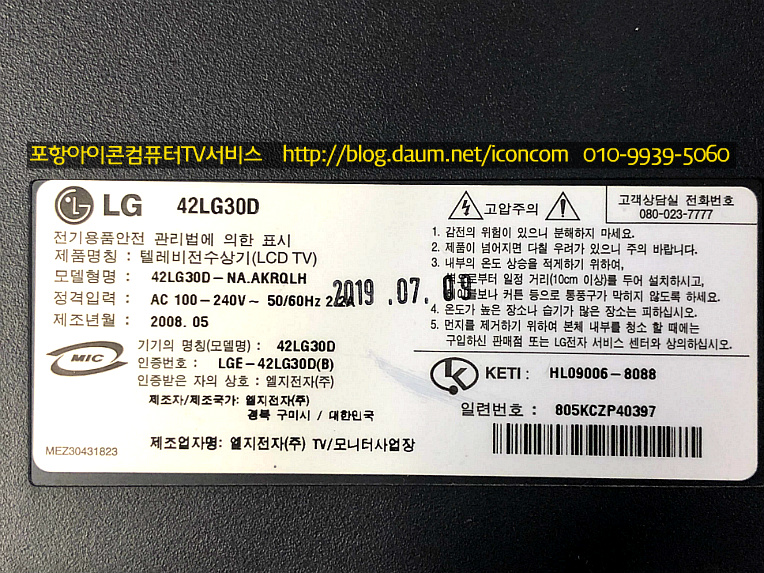 포항아이콘컴퓨터TV서비스 http://blog.daum.net/iconcom 010-9939-5060
LG 42LG30D
전기용품안전 관리법에 의한 표시
제품명칭 : 텔레비전수상기(LCD TV)
모델형명 : 42LG30D-NA.AKRQLH
정격입력 : AC 100-240V~ 50/60Hz 2.2A
제조년월 : 2008. 05
2019 .07. 03
MIC
기기의 명칭(모델명) : 42LG30D
인증번호 : LGE-42LG30D(B)
인증받은 자의 상호 : 엘지전자(주)
제조자/제조국가: 엘지전자(주)
경북 구미시 / 대한민국
제조업자명: 엘지전자(주) TV/모니터사업장
MEZ30431823
고압주의
고객상담실 전화번호
080-023-7777
1. 감전의 위험이 있으니 분해하지 마세요.
2. 제품이 넘어지면 다칠 우려가 있으니 주의 바랍니다.
3. 내부의 온도 상승을 적게하기 위하여,
벽으로부터 일정 거리(10cm 이상)를 두어 설치하시고,
테이블보나 커튼 등으로 통풍구가 막히지 않도록 하세요.
4. 온도가 높은 장소나 습기가 많은 장소는 피하십시오.
5. 먼지를 제거하기 위하여 본체 내부를 청소 할 때에는
구입하신 판매점 또는 LG전자 서비스 센터와 상의하십시오.
KETI : HL09006-8088
일련번호 : 805KCZP40397